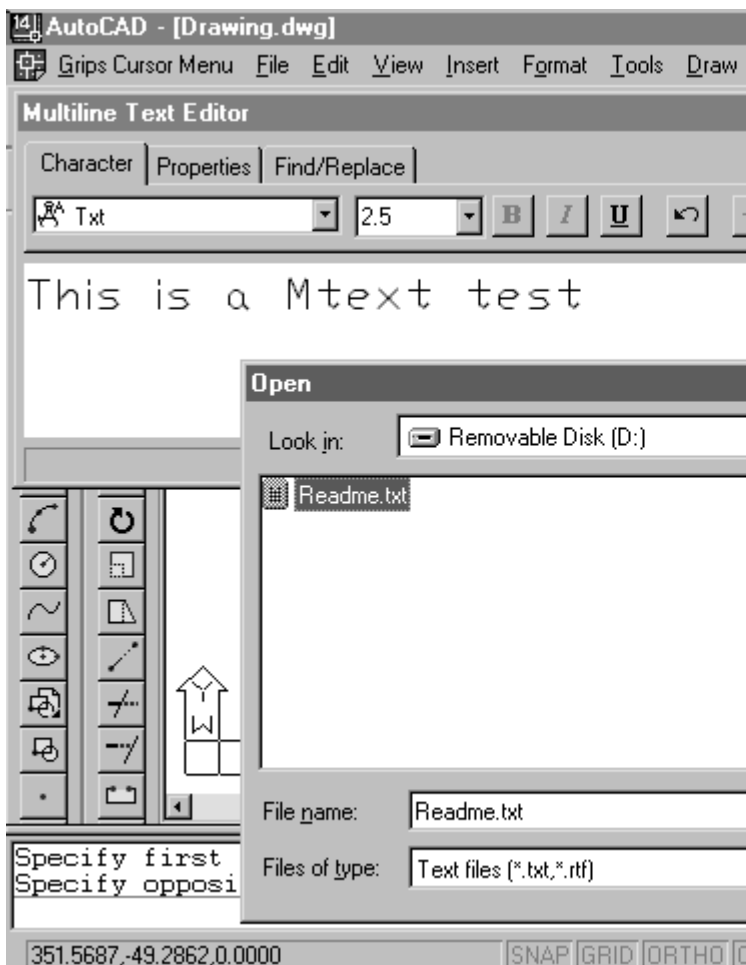 14 AutoCAD - [Drawing.dwg]
Grips Cursor Menu File Edit View Insert Format Tools Draw
Multiline Text Editor
Character Properties Find/Replace
Txt 2.5 B I U
This is a Mtext test
Open
Look in: Removable Disk (D:)
Readme.txt
Y
W
File name: Readme.txt
Files of type: Text files (*.txt,*.rtf)
Specify first
Specify opposi
351.5687,-49.2862,0.0000 SNAP GRID ORTHO